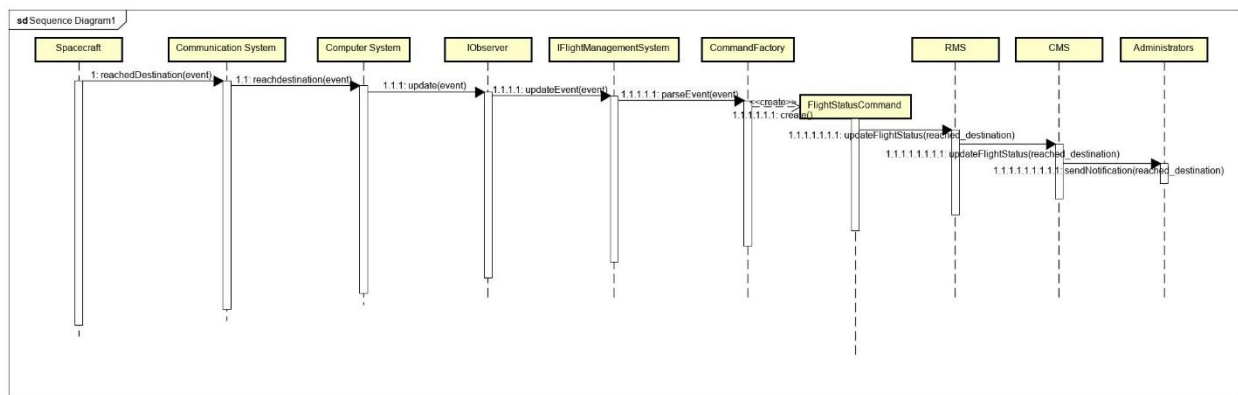 sd Sequence Diagram1
Spacecraft
Communication System
Computer System
IObserver
IFlightManagementSystem
CommandFactory
RMS
CMS
Administrators
1: reachedDestination(event)
1.1: reachdestination(event)
1.1.1: update(event)
1.1.1.1: updateEvent(event)
1.1.1.1.1: parseEvent(event)
<<create>>
FlightStatusCommand
1.1.1.1.1.1: create()
1.1.1.1.1.1.1: updateFlightStatus(reached_destination)
1.1.1.1.1.1.1.1: updateFlightStatus(reached_destination)
1.1.1.1.1.1.1.1.1: sendNotification(reached_destination)